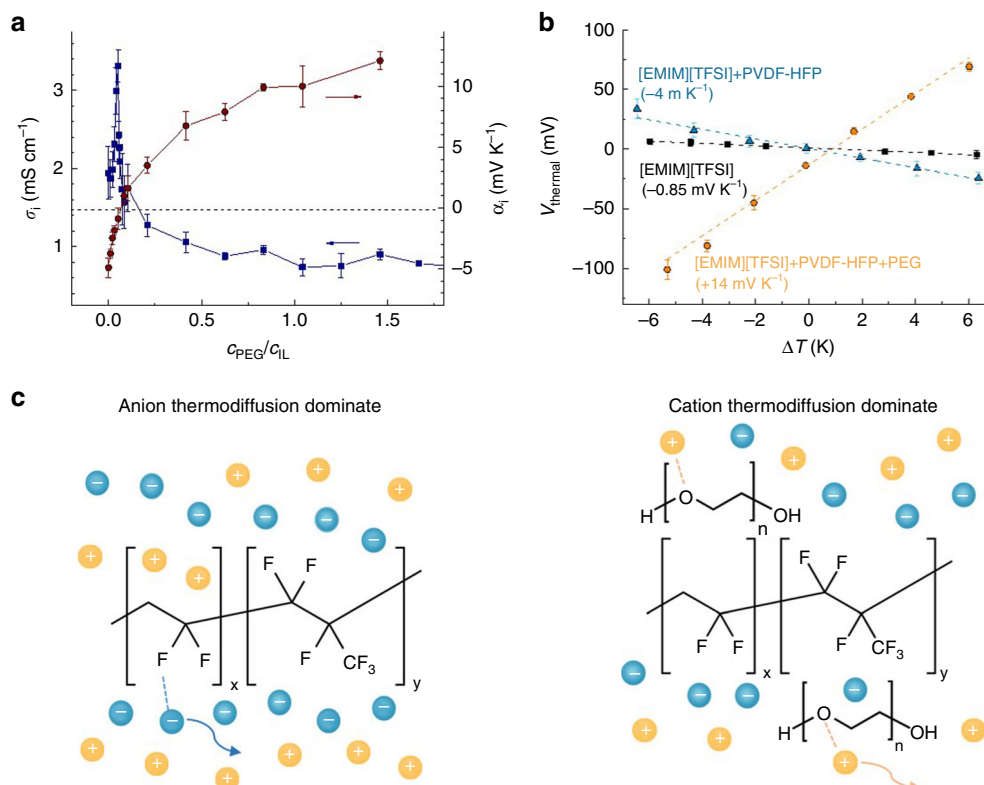 a
3
2
1
σi (mS cm−1)
10
5
0
−5
αi (mV K−1)
0.0
0.5
1.0
1.5
cPEG/cIL
b
100
50
0
−50
−100
Vthermal (mV)
[EMIM][TFSI]+PVDF-HFP
(−4 m K−1)
[EMIM][TFSI]
(−0.85 mV K−1)
[EMIM][TFSI]+PVDF-HFP+PEG
(+14 mV K−1)
−6
−4
−2
0
2
4
6
ΔT (K)
c
Anion thermodiffusion dominate
+ +
− − +
− − − −
+ + +
F F
F F F CF3
x y
− − − − − −
+ + + + +
Cation thermodiffusion dominate
+ − + +
+ − − −
H O OH
n
F F
F F F CF3
x y
− − − −
+ + +
H O OH
n
+